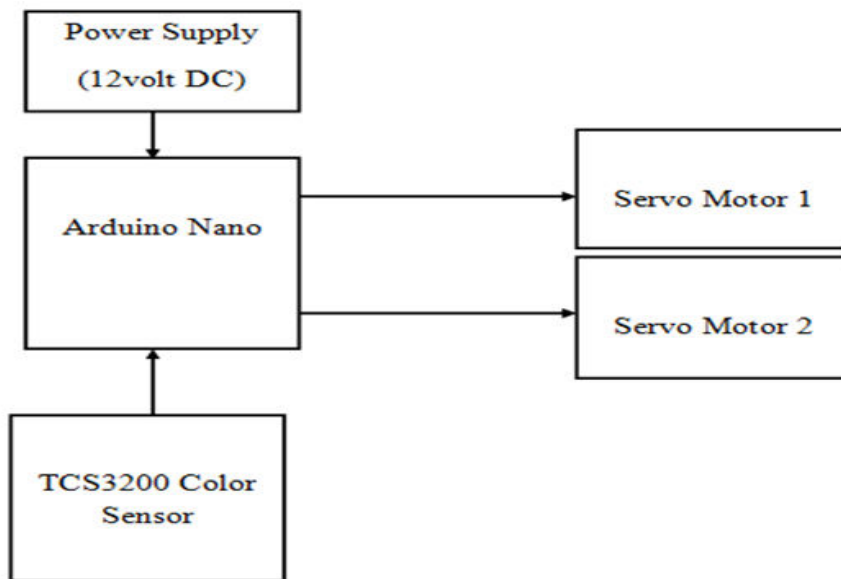 Power Supply
(12volt DC)
Arduino Nano
Servo Motor 1
Servo Motor 2
TCS3200 Color
Sensor